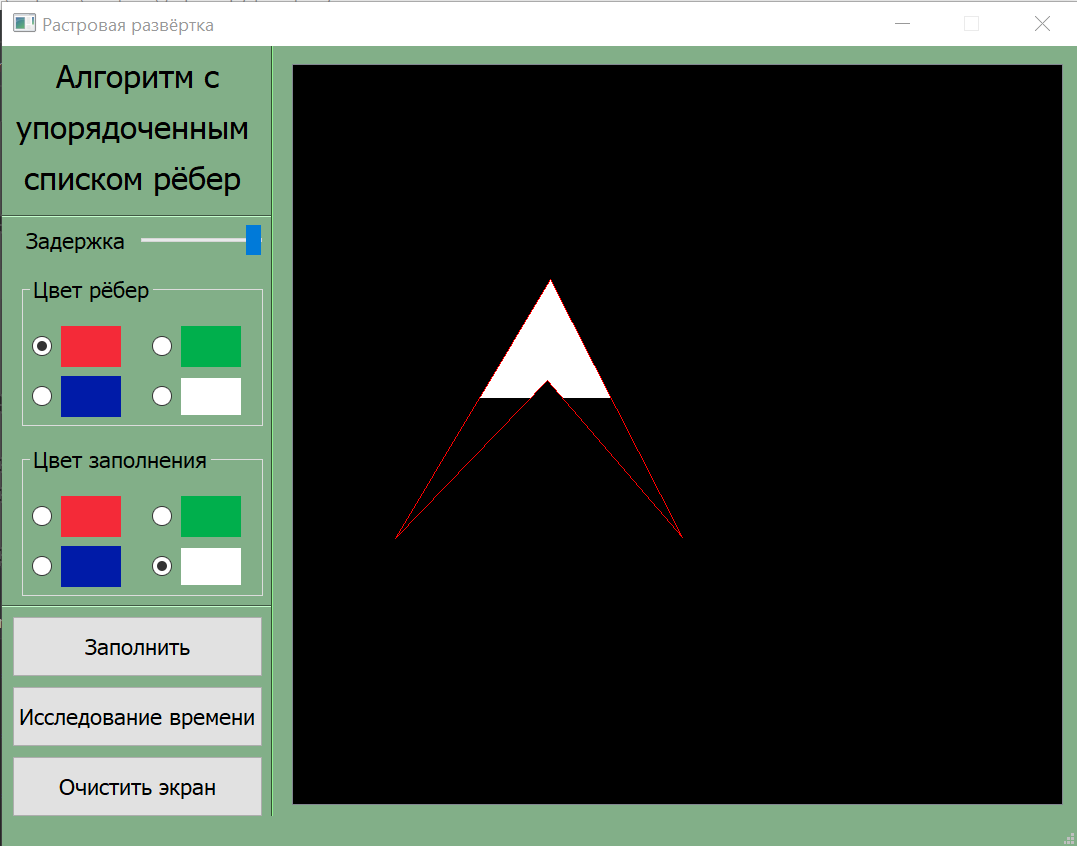 Растровая развёртка
Алгоритм с
упорядоченным
списком рёбер
Задержка
Цвет рёбер
Цвет заполнения
Заполнить
Исследование времени
Очистить экран